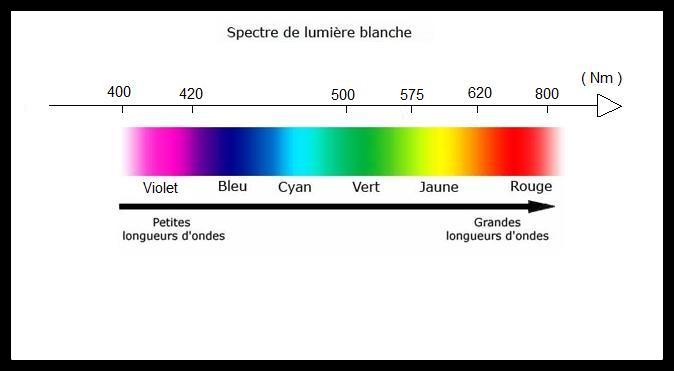 Spectre de lumière blanche
( Nm )
400 420 500 575 620 800
Violet Bleu Cyan Vert Jaune Rouge
Petites Grandes
longueurs d'ondes longueurs d'ondes